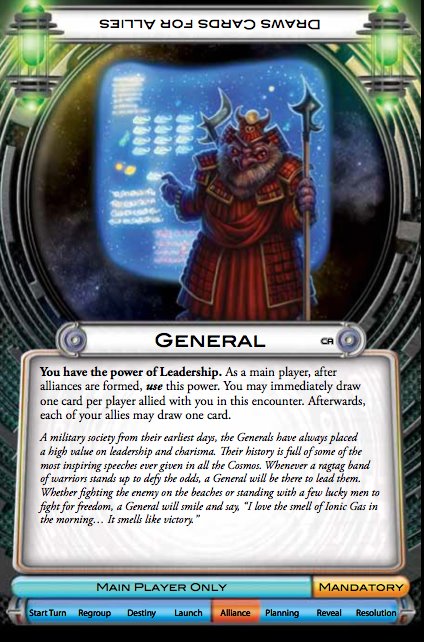 DRAWS CARDS FOR ALLIES
GENERAL
CA
You have the power of Leadership. As a main player, after
alliances are formed, use this power. You may immediately draw
one card per player allied with you in this encounter. Afterwards,
each of your allies may draw one card.
A military society from their earliest days, the Generals have always placed
a high value on leadership and charisma. Their history is full of some of the
most inspiring speeches ever given in all the Cosmos. Whenever a ragtag band
of warriors stands up to defy the odds, a General will be there to lead them.
Whether fighting the enemy on the beaches or standing with a few lucky men to
fight for freedom, a General will smile and say, "I love the smell of Ionic Gas in
the morning… It smells like victory."
MAIN PLAYER ONLY
MANDATORY
Start Turn Regroup Destiny Launch Alliance Planning Reveal Resolution